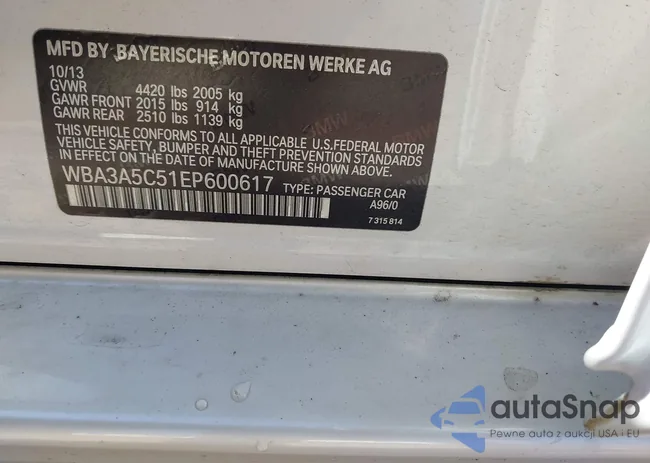 MFD BY BAYERISCHE MOTOREN WERKE AG
10/13
GVWR 4420 lbs 2005 kg
GAWR FRONT 2015 lbs 914 kg
GAWR REAR 2510 lbs 1139 kg
THIS VEHICLE CONFORMS TO ALL APPLICABLE U.S.FEDERAL MOTOR
VEHICLE SAFETY, BUMPER AND THEFT PREVENTION STANDARDS
IN EFFECT ON THE DATE OF MANUFACTURE SHOWN ABOVE.
WBA3A5C51EP600617 TYPE: PASSENGER CAR
A96/0
7 315 814
autaSnap
Pewne auta z aukcji USA i EU